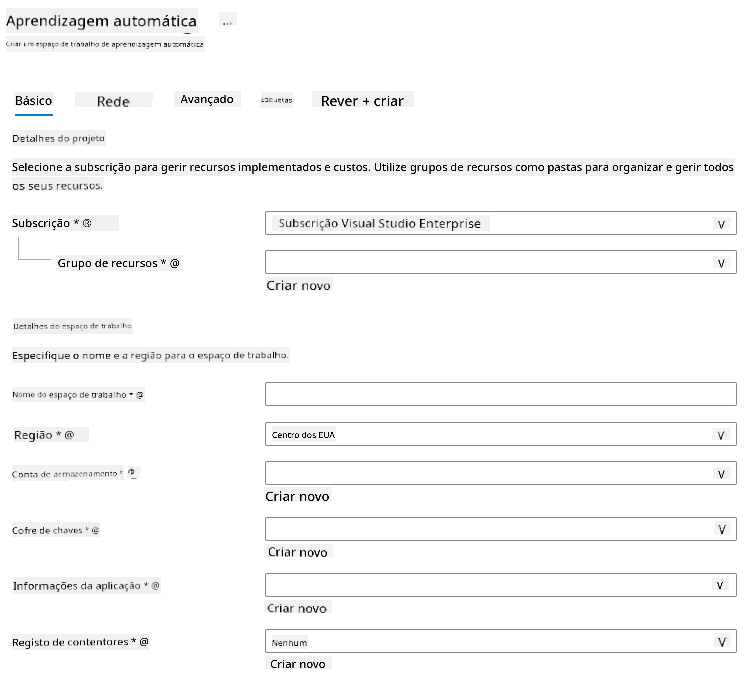 Aprendizagem automática ...
Criar um espaço de trabalho de aprendizagem automática
Básico Rede Avançado Etiquetas Rever + criar
Detalhes do projeto
Selecione a subscrição para gerir recursos implementados e custos. Utilize grupos de recursos como pastas para organizar e gerir todos
os seus recursos.
Subscrição * @ Subscrição Visual Studio Enterprise V
Grupo de recursos * @ V
Criar novo
Detalhes do espaço de trabalho
Especifique o nome e a região para o espaço de trabalho.
Nome do espaço de trabalho * @
Região * @ Centro dos EUA V
Conta de armazenamento * @ V
Criar novo
Cofre de chaves * @ V
Criar novo
Informações da aplicação * @ V
Criar novo
Registo de contentores * @ Nenhum V
Criar novo